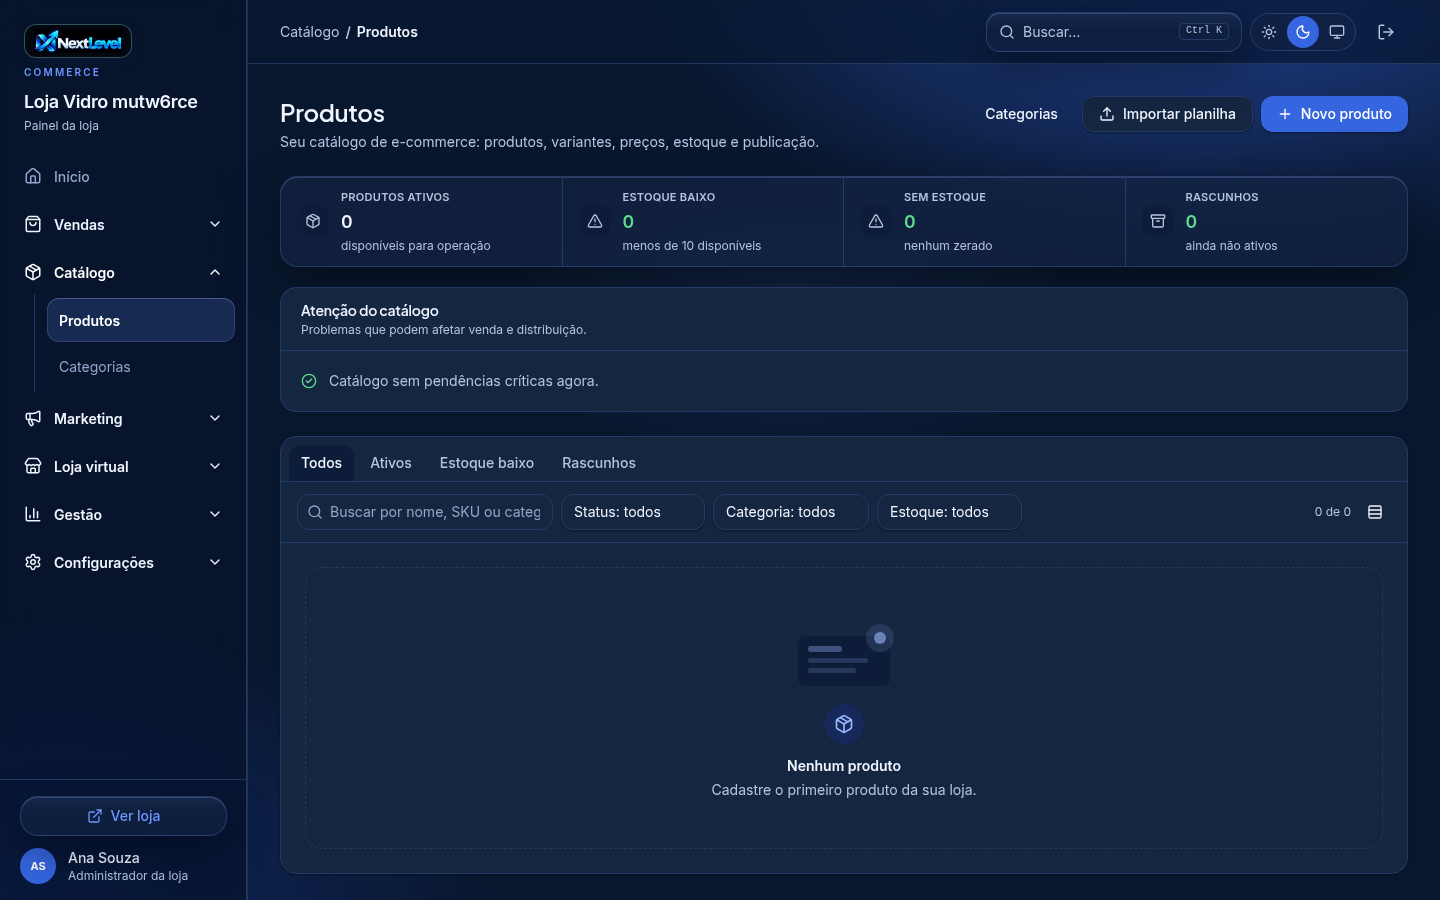 NextLevel
COMMERCE
Loja Vidro mutw6rce
Painel da loja
Início
Vendas
Catálogo
Produtos
Categorias
Marketing
Loja virtual
Gestão
Configurações
Ver loja
AS
Ana Souza
Administrador da loja
Catálogo / Produtos
Buscar...
Ctrl K
Produtos
Seu catálogo de e-commerce: produtos, variantes, preços, estoque e publicação.
Categorias
Importar planilha
Novo produto
PRODUTOS ATIVOS
0
disponíveis para operação
ESTOQUE BAIXO
0
menos de 10 disponíveis
SEM ESTOQUE
0
nenhum zerado
RASCUNHOS
0
ainda não ativos
Atenção do catálogo
Problemas que podem afetar venda e distribuição.
Catálogo sem pendências críticas agora.
Todos
Ativos
Estoque baixo
Rascunhos
Buscar por nome, SKU ou categ
Status: todos
Categoria: todos
Estoque: todos
0 de 0
Nenhum produto
Cadastre o primeiro produto da sua loja.